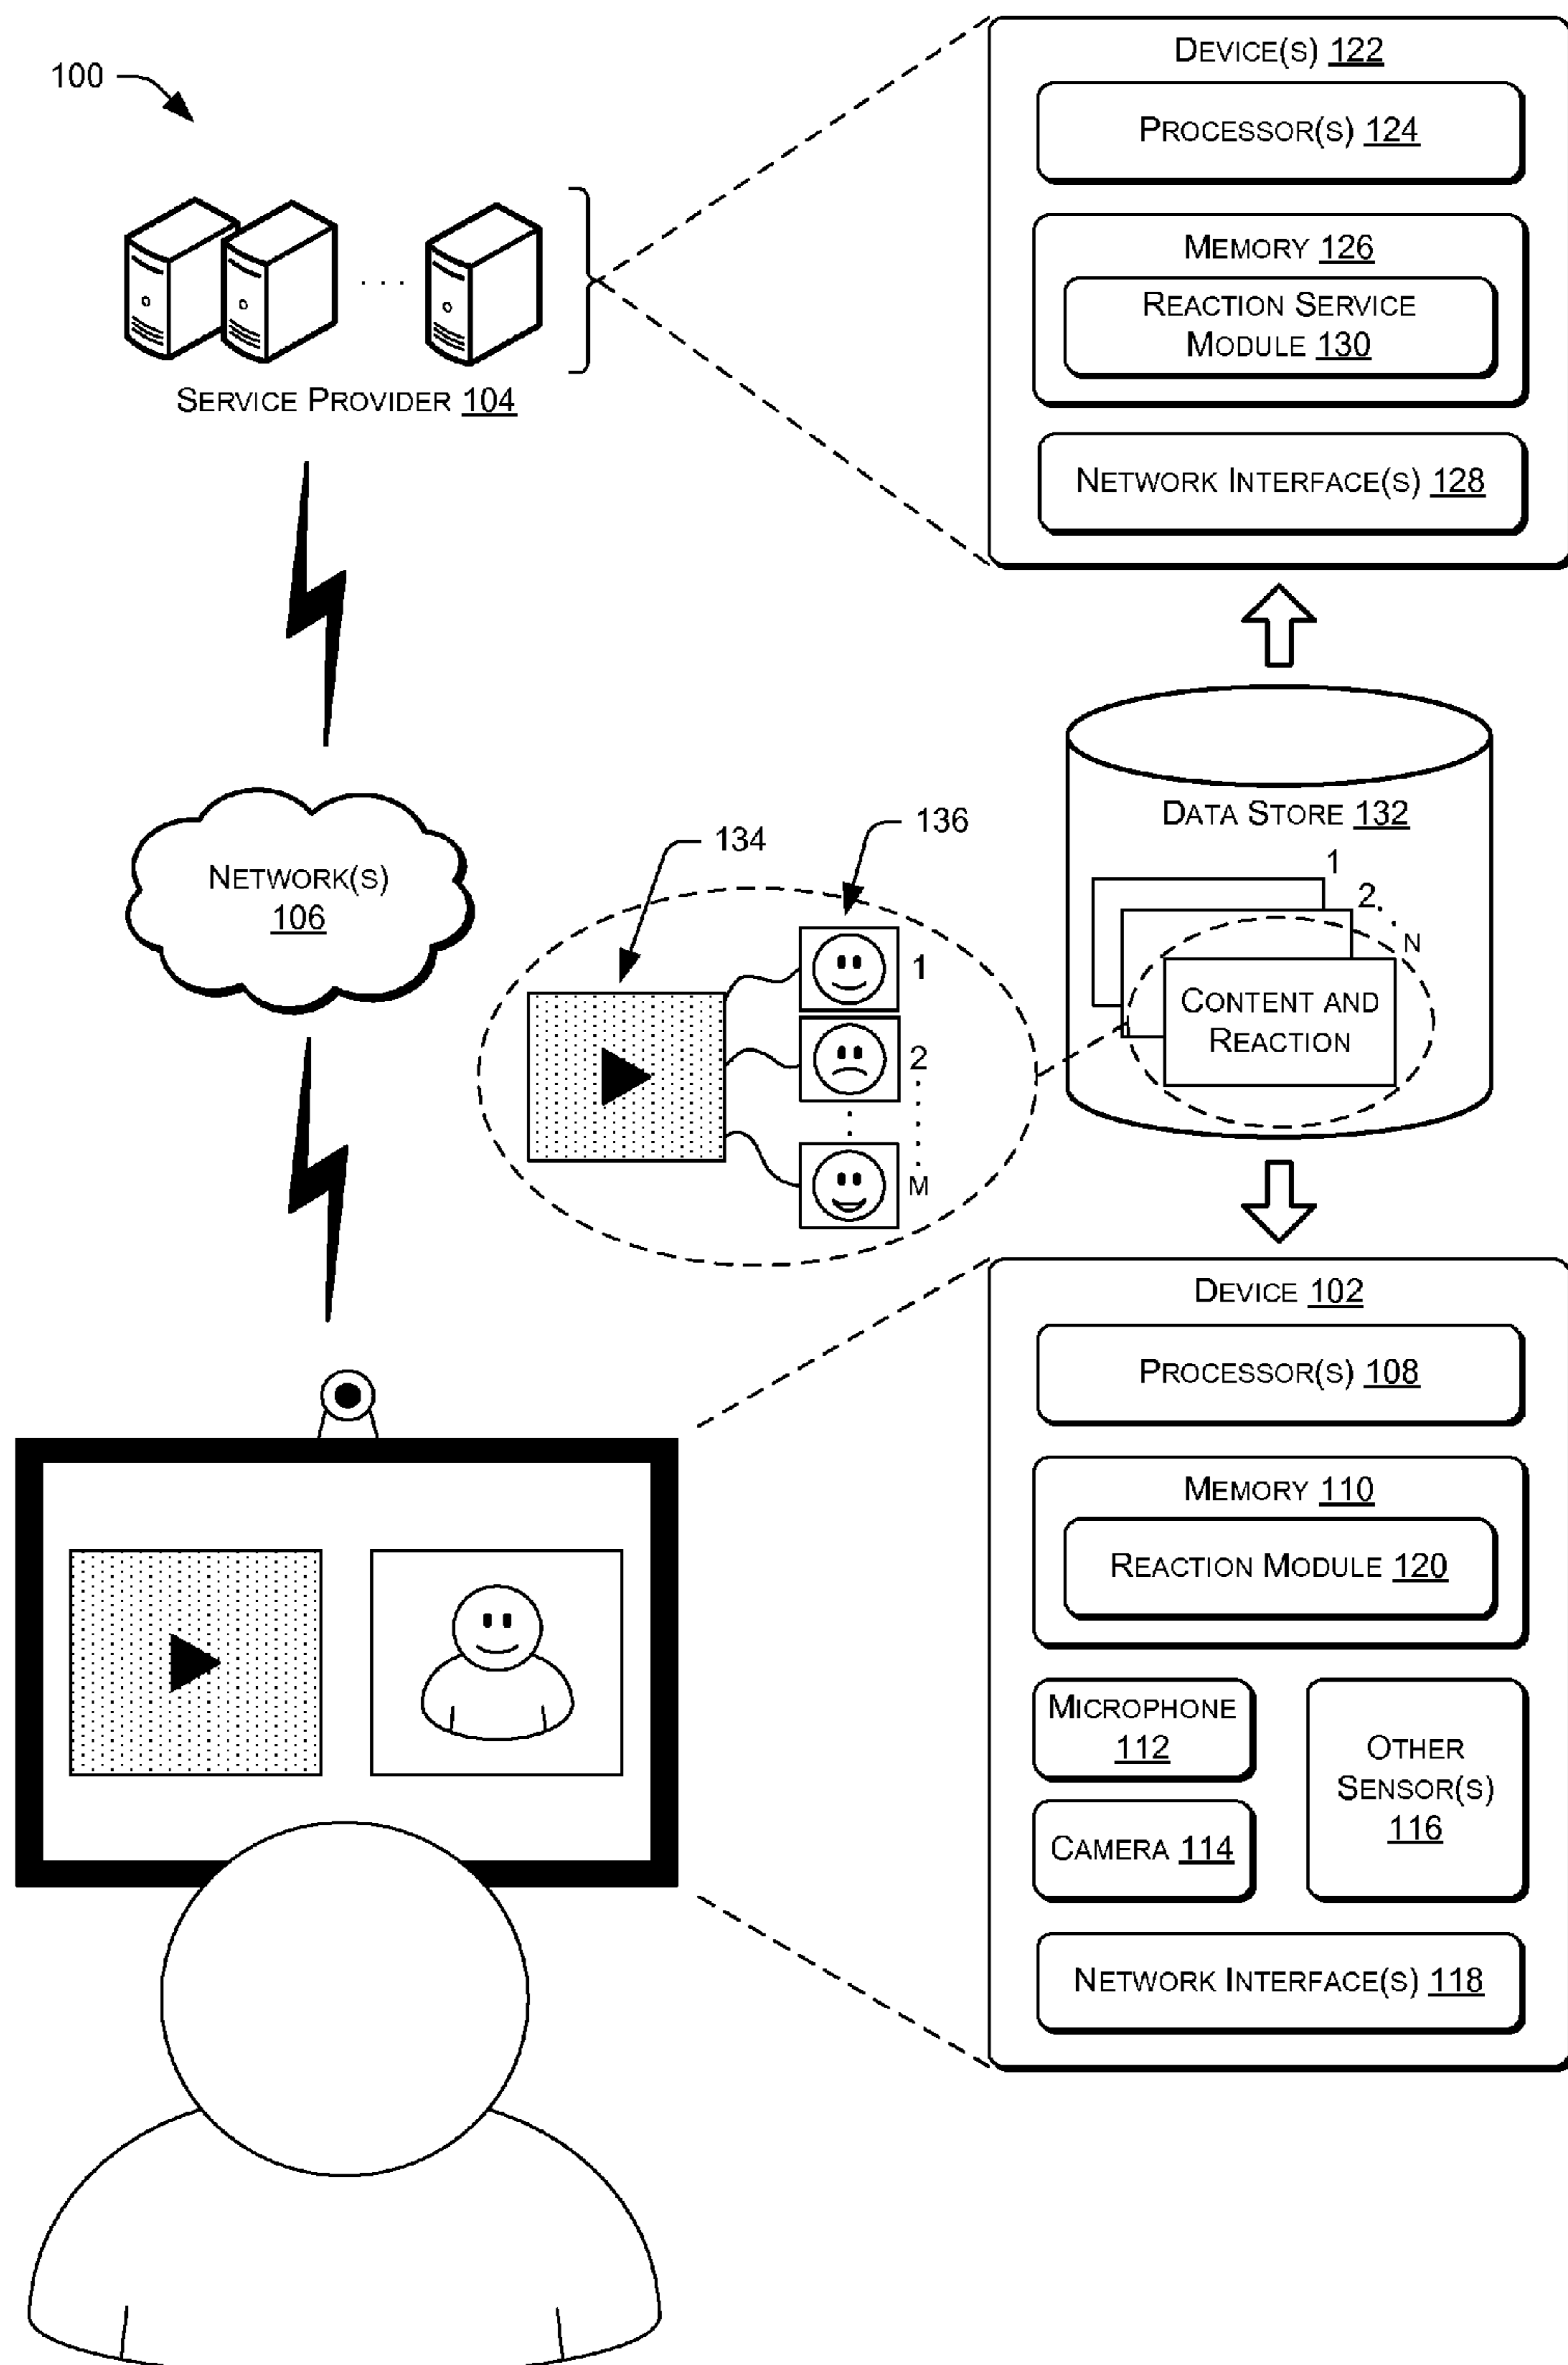 100
DEVICE(S) 122
PROCESSOR(S) 124
MEMORY 126
REACTION SERVICE
MODULE 130
NETWORK INTERFACE(S) 128
. . .
SERVICE PROVIDER 104
NETWORK(S)
106
134
136
1
2
M
DATA STORE 132
1
2
N
CONTENT AND
REACTION
DEVICE 102
PROCESSOR(S) 108
MEMORY 110
REACTION MODULE 120
MICROPHONE
112
CAMERA 114
OTHER
SENSOR(S)
116
NETWORK INTERFACE(S) 118